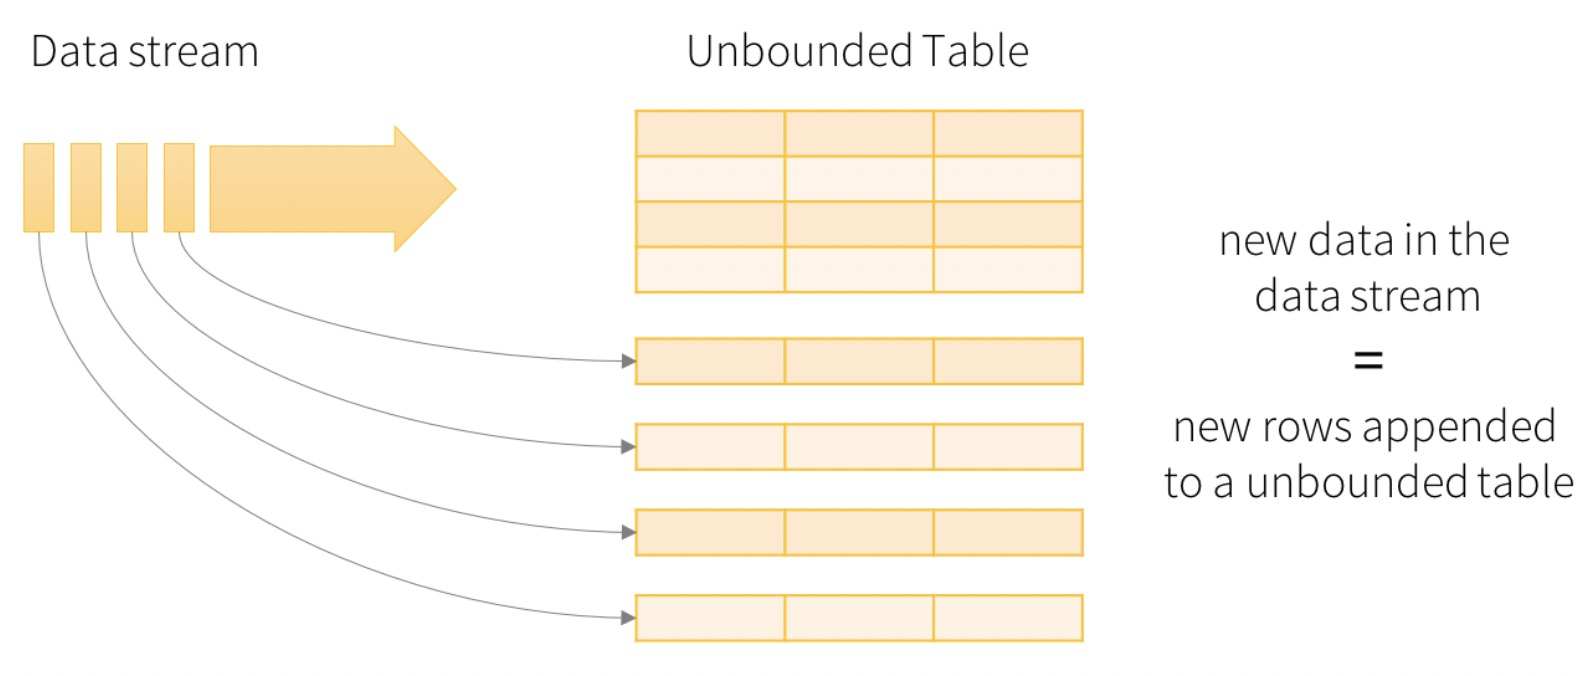 Data stream
Unbounded Table
new data in the
data stream
=
new rows appended
to a unbounded table